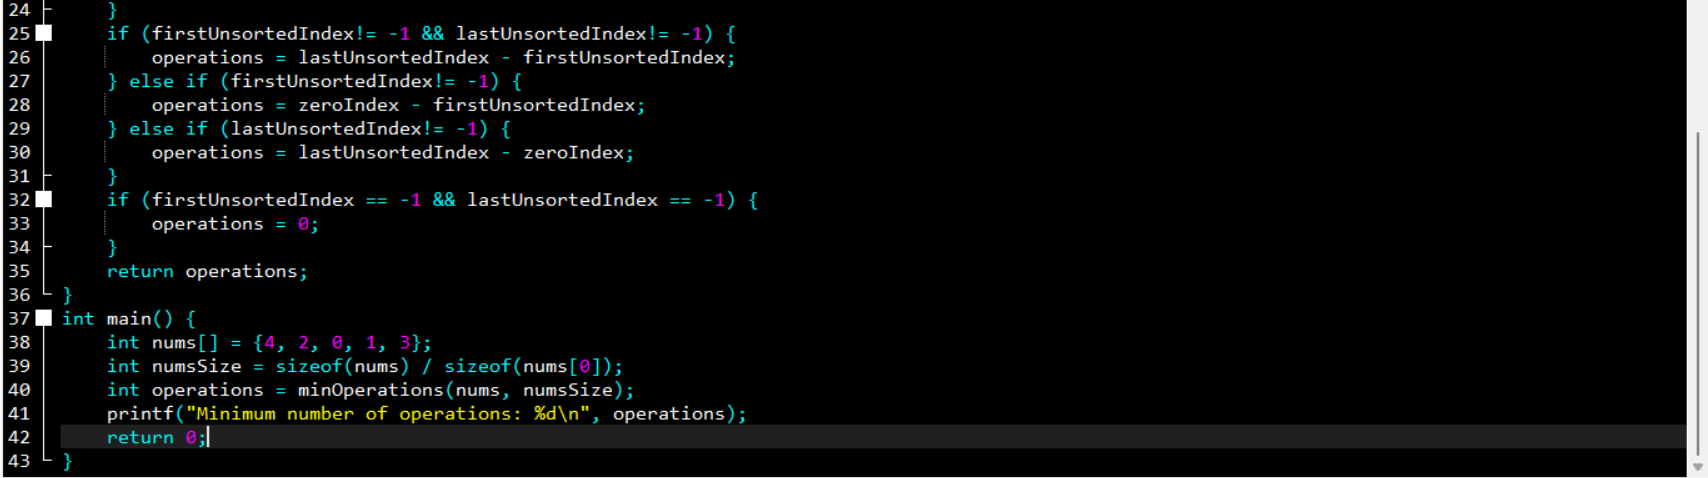 24 }
25 if (firstUnsortedIndex!= -1 && lastUnsortedIndex!= -1) {
26 operations = lastUnsortedIndex - firstUnsortedIndex;
27 } else if (firstUnsortedIndex!= -1) {
28 operations = zeroIndex - firstUnsortedIndex;
29 } else if (lastUnsortedIndex!= -1) {
30 operations = lastUnsortedIndex - zeroIndex;
31 }
32 if (firstUnsortedIndex == -1 && lastUnsortedIndex == -1) {
33 operations = 0;
34 }
35 return operations;
36 }
37 int main() {
38 int nums[] = {4, 2, 0, 1, 3};
39 int numsSize = sizeof(nums) / sizeof(nums[0]);
40 int operations = minOperations(nums, numsSize);
41 printf("Minimum number of operations: %d\n", operations);
42 return 0;
43 }